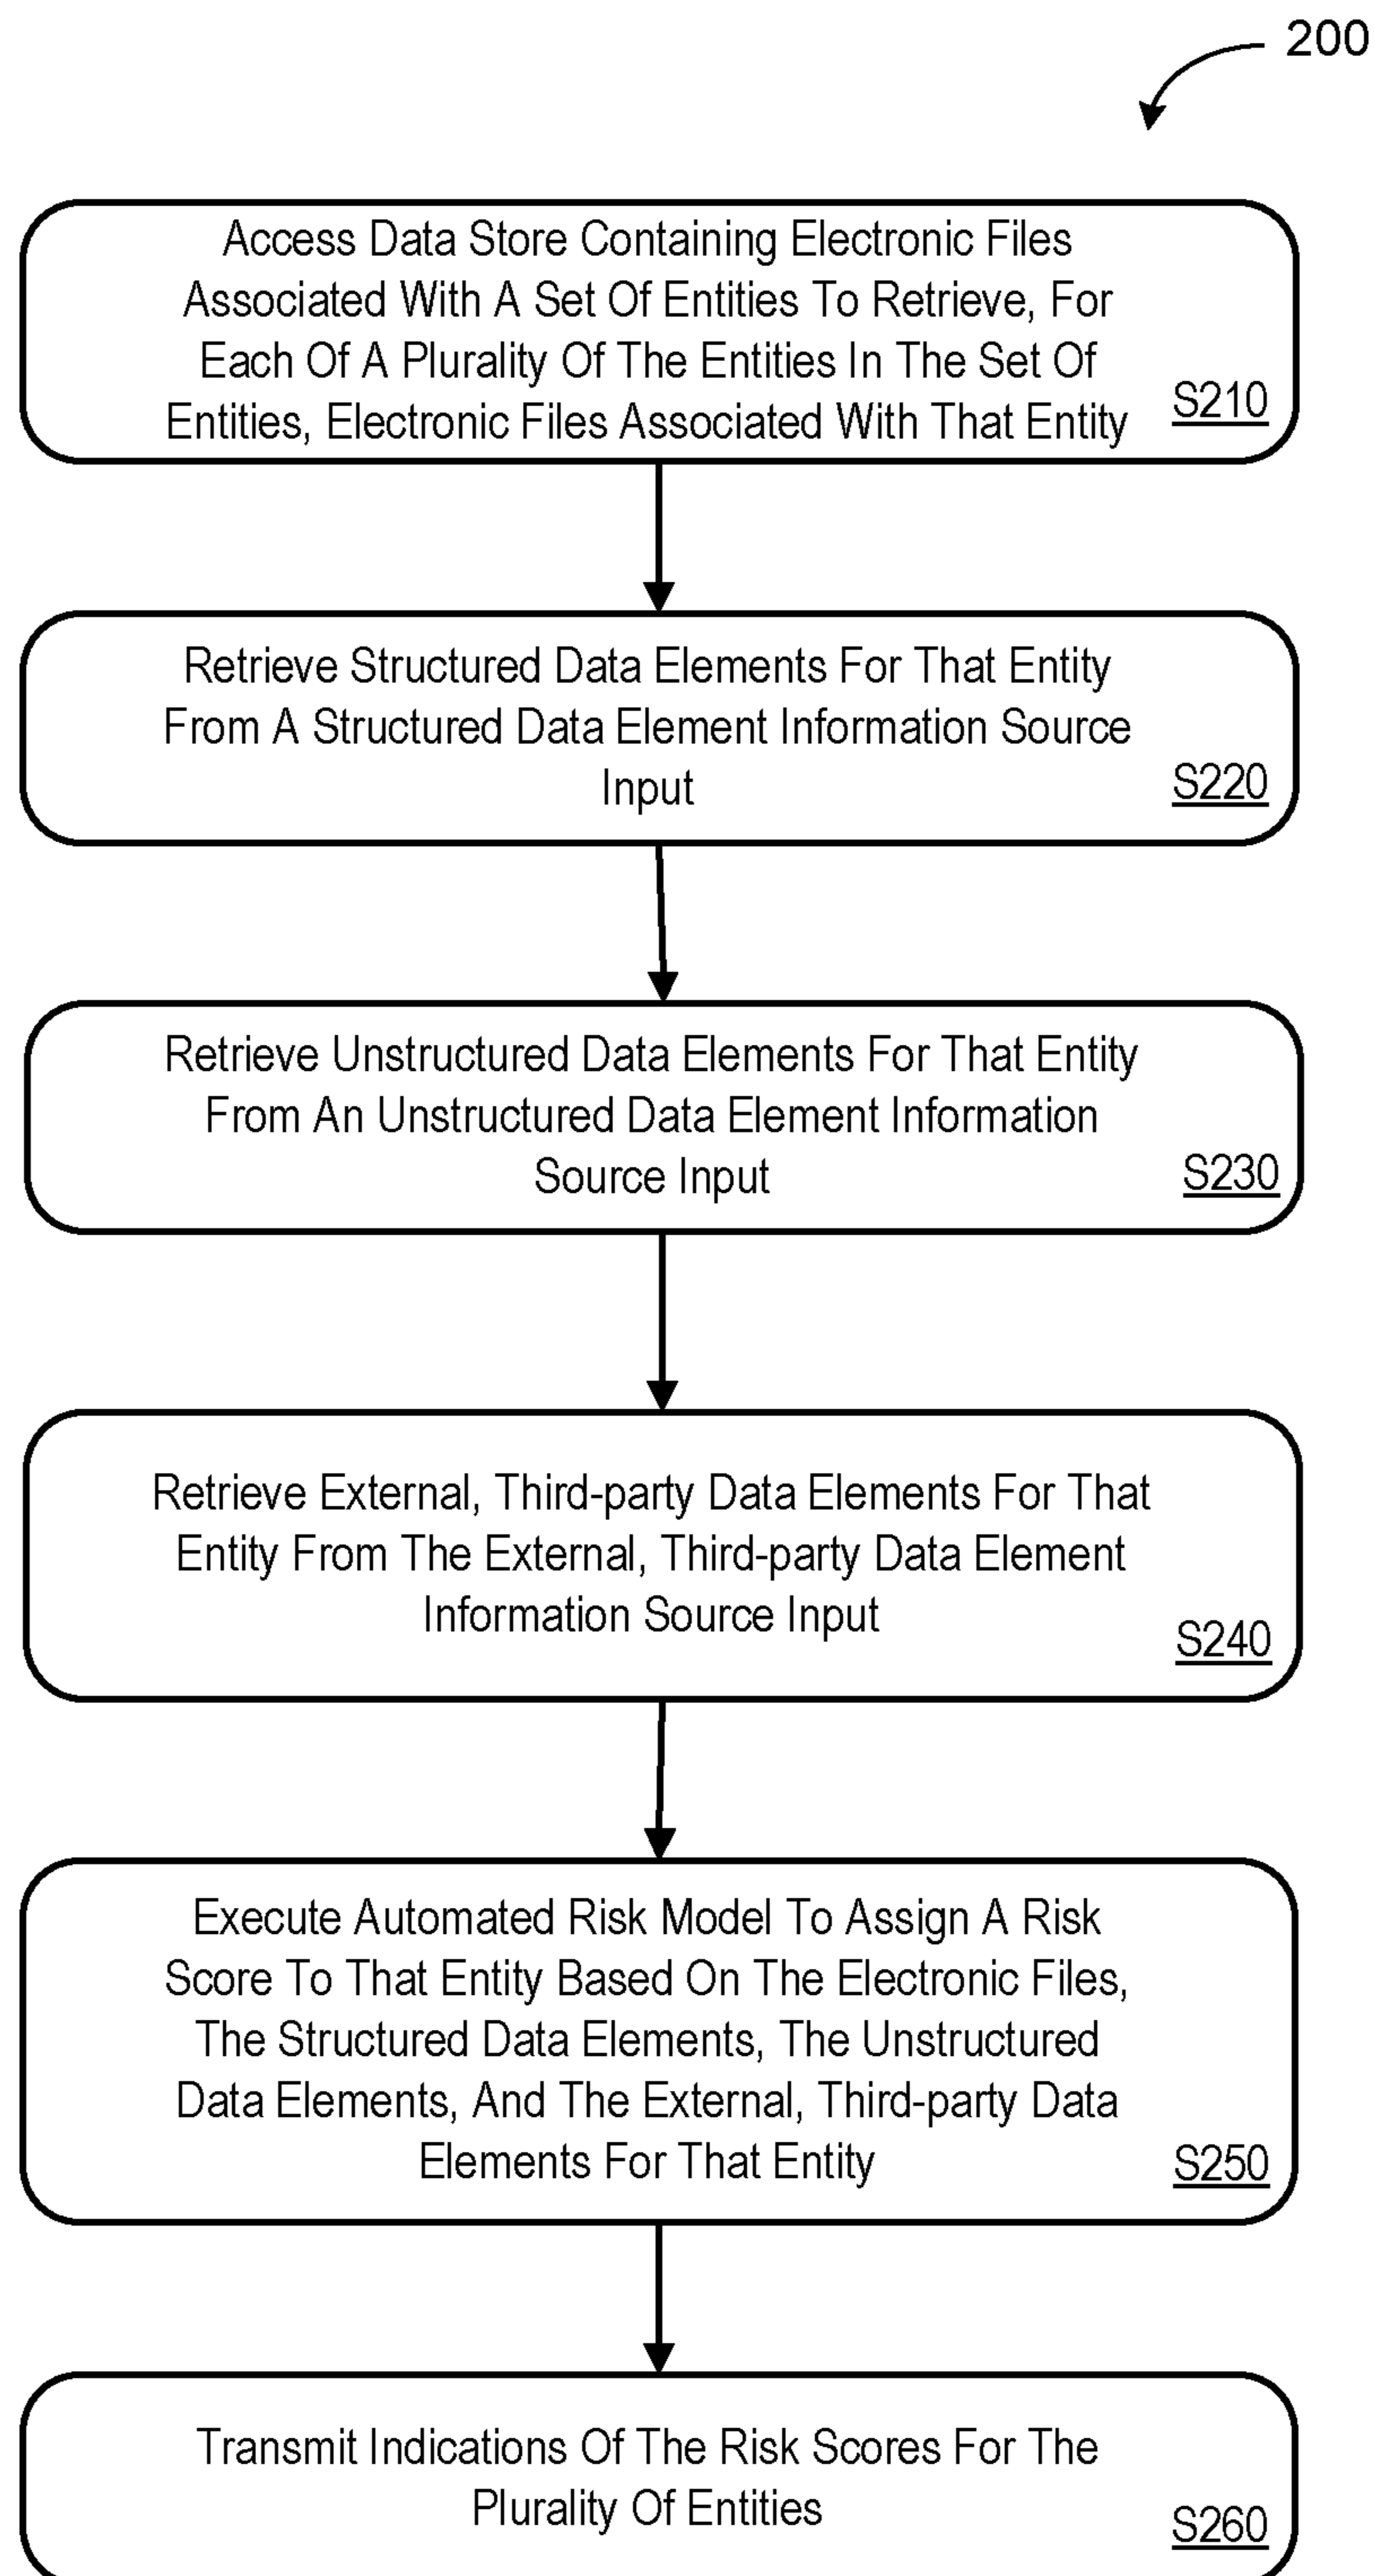 200
Access Data Store Containing Electronic Files
Associated With A Set Of Entities To Retrieve, For
Each Of A Plurality Of The Entities In The Set Of
Entities, Electronic Files Associated With That Entity
S210
Retrieve Structured Data Elements For That Entity
From A Structured Data Element Information Source
Input
S220
Retrieve Unstructured Data Elements For That Entity
From An Unstructured Data Element Information
Source Input
S230
Retrieve External, Third-party Data Elements For That
Entity From The External, Third-party Data Element
Information Source Input
S240
Execute Automated Risk Model To Assign A Risk
Score To That Entity Based On The Electronic Files,
The Structured Data Elements, The Unstructured
Data Elements, And The External, Third-party Data
Elements For That Entity
S250
Transmit Indications Of The Risk Scores For The
Plurality Of Entities
S260